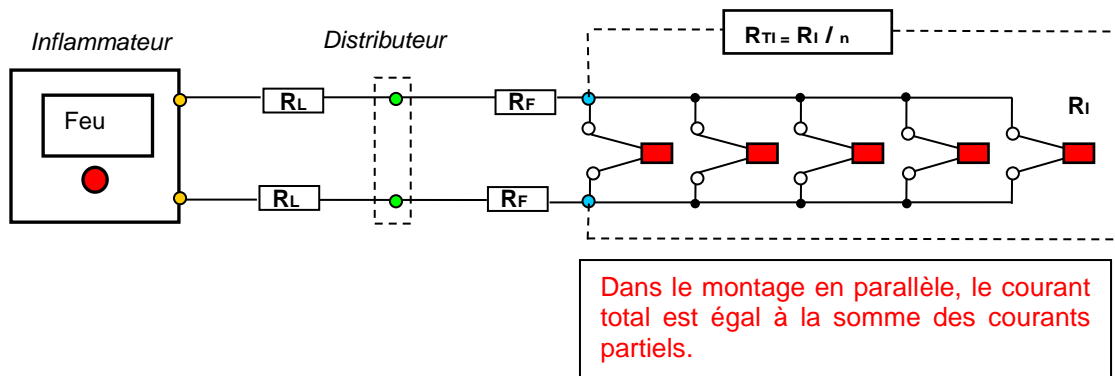 Inflammateur
Distributeur
RTI = RI / n
Feu
RL
RF
RI
RL
RF
Dans le montage en parallèle, le courant
total est égal à la somme des courants
partiels.